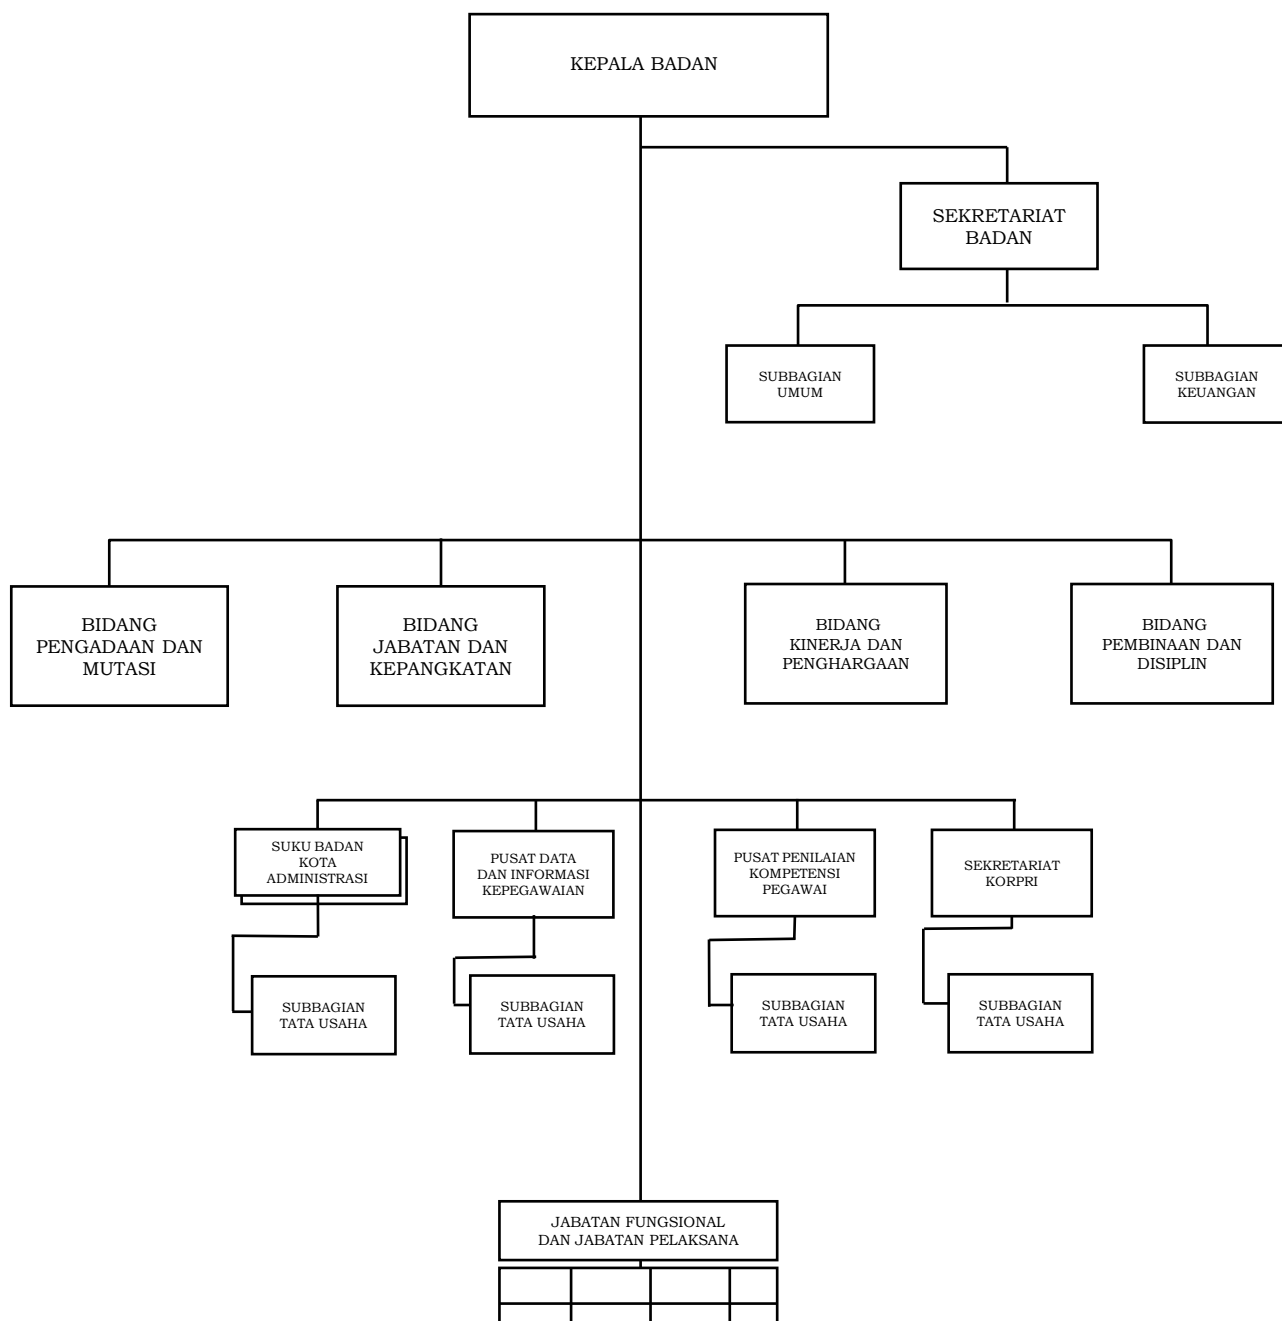 KEPALA BADAN
SEKRETARIAT
BADAN
SUBBAGIAN
UMUM
SUBBAGIAN
KEUANGAN
BIDANG
PENGADAAN DAN
MUTASI
BIDANG
JABATAN DAN
KEPANGKATAN
BIDANG
KINERJA DAN
PENGHARGAAN
BIDANG
PEMBINAAN DAN
DISIPLIN
SUKU BADAN
KOTA
ADMINISTRASI
PUSAT DATA
DAN INFORMASI
KEPEGAWAIAN
PUSAT PENILAIAN
KOMPETENSI
PEGAWAI
SEKRETARIAT
KORPRI
SUBBAGIAN
TATA USAHA
SUBBAGIAN
TATA USAHA
SUBBAGIAN
TATA USAHA
SUBBAGIAN
TATA USAHA
JABATAN FUNGSIONAL
DAN JABATAN PELAKSANA